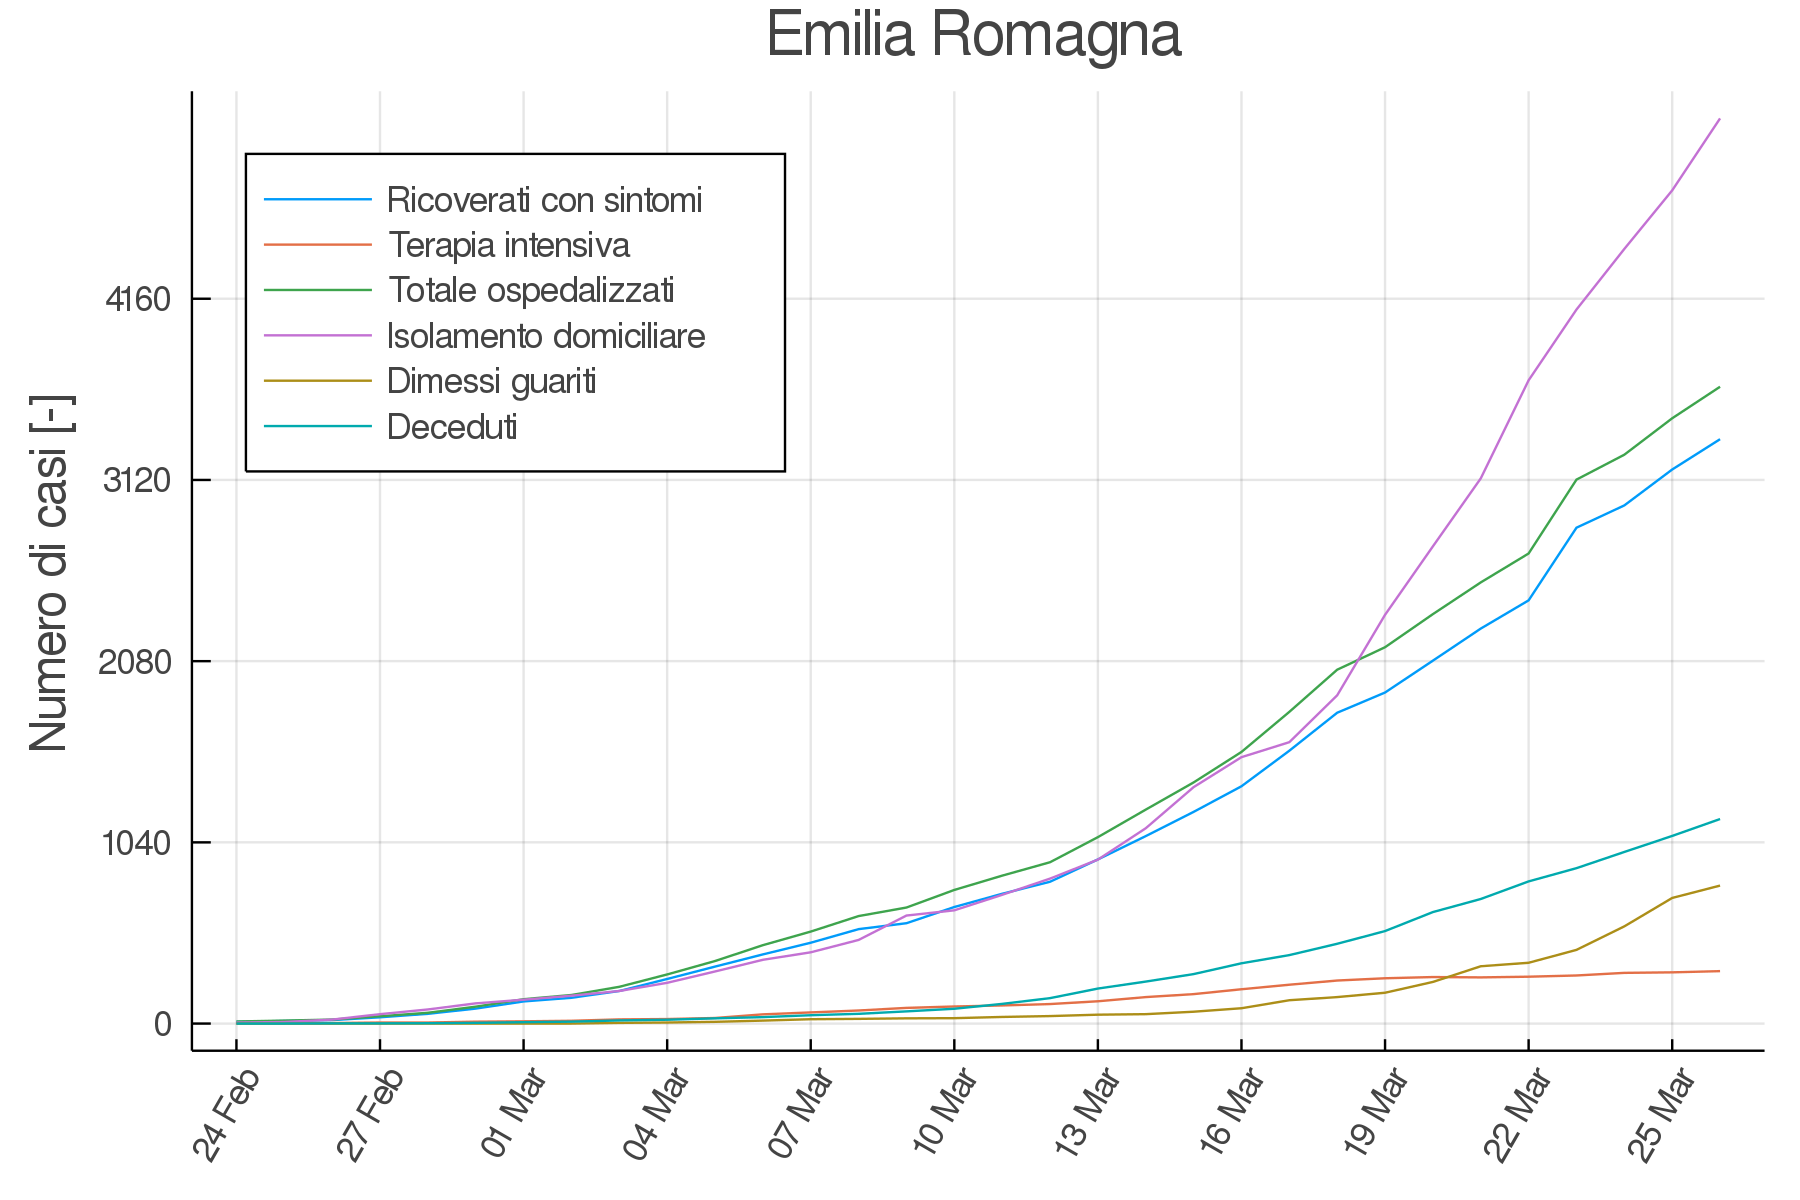 Emilia Romagna
Ricoverati con sintomi
Terapia intensiva
Totale ospedalizzati
Isolamento domiciliare
Dimessi guariti
Deceduti
Numero di casi [-]
4160
3120
2080
1040
0
24 Feb
27 Feb
01 Mar
04 Mar
07 Mar
10 Mar
13 Mar
16 Mar
19 Mar
22 Mar
25 Mar